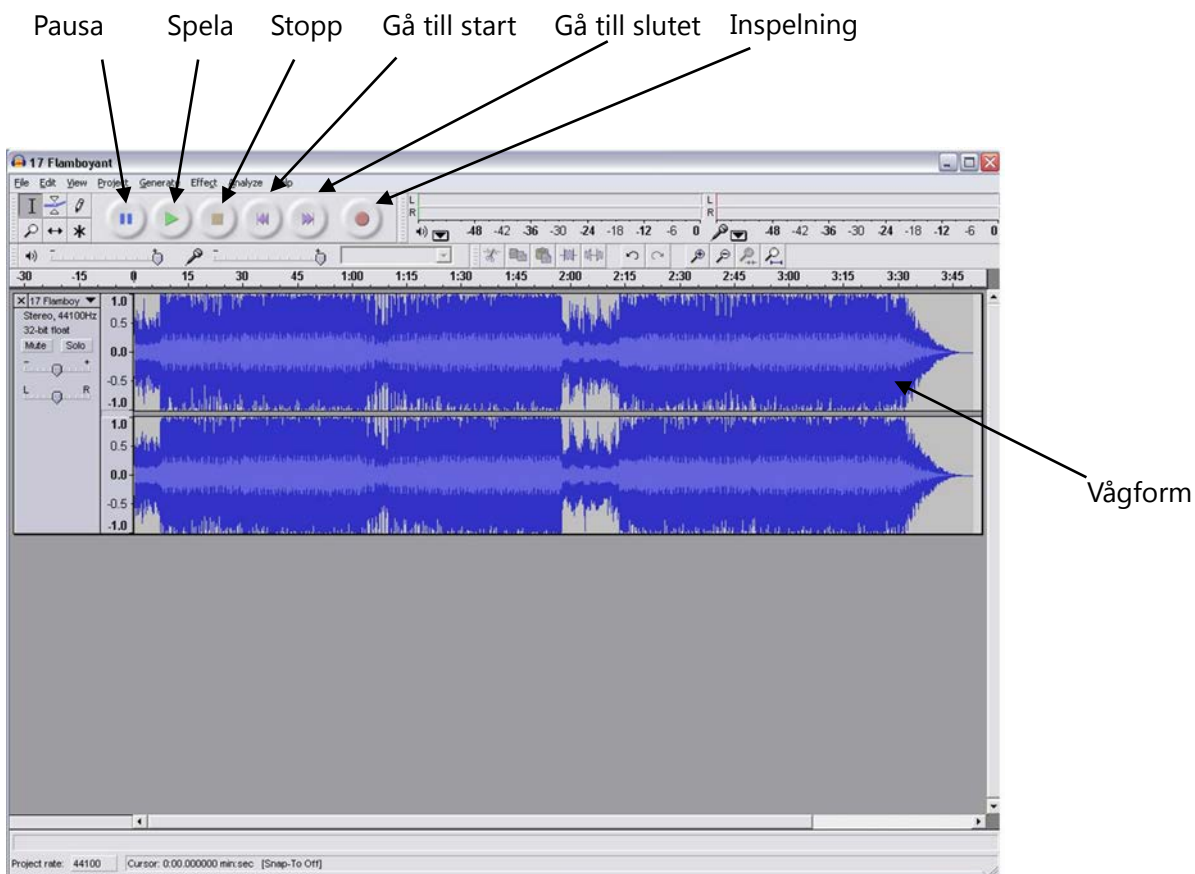 Pausa Spela Stopp Gå till start Gå till slutet Inspelning
17 Flamboyant
File Edit View Project Generate Effect Analyze
L
R
-48 -42 -36 -30 -24 -18 -12 -6 0
L
R
-48 -42 -36 -30 -24 -18 -12 -6 0
-30 -15 0 15 30 45 1:00 1:15 1:30 1:45 2:00 2:15 2:30 2:45 3:00 3:15 3:30 3:45
17 Flamboy
Stereo, 44100Hz
32-bit float
Mute Solo
- +
L R
1.0
0.5
0.0
-0.5
-1.0
1.0
0.5
0.0
-0.5
-1.0
Vågform
Project rate: 44100 Cursor: 0:00.000000 min:sec [Snap-To Off]